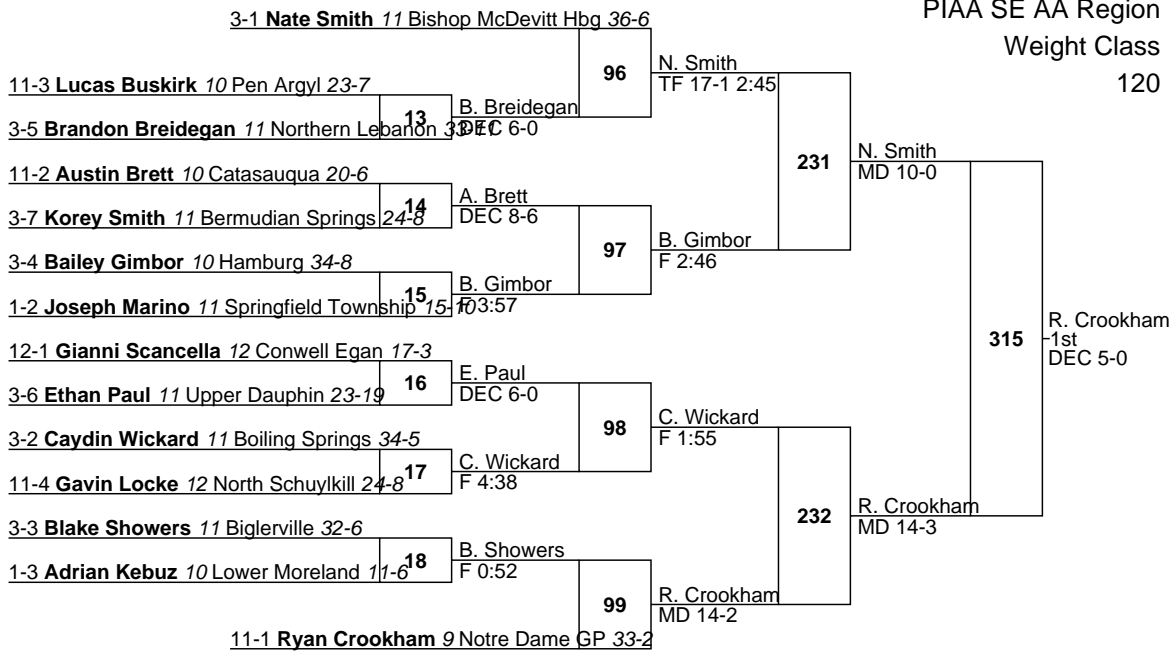 PIAA SE AA Region
Weight Class
120
3-1 Nate Smith 11 Bishop McDevitt Hbg 36-6
96
N. Smith
TF 17-1 2:45
11-3 Lucas Buskirk 10 Pen Argyl 23-7
13
B. Breidegan
DEC 6-0
3-5 Brandon Breidegan 11 Northern Lebanon
231
N. Smith
MD 10-0
11-2 Austin Brett 10 Catasauqua 20-6
14
A. Brett
DEC 8-6
3-7 Korey Smith 11 Bermudian Springs 24-8
97
B. Gimbor
F 2:46
3-4 Bailey Gimbor 10 Hamburg 34-8
15
B. Gimbor
F 3:57
1-2 Joseph Marino 11 Springfield Township 15-10
315
R. Crookham
1st
DEC 5-0
12-1 Gianni Scancella 12 Conwell Egan 17-3
16
E. Paul
DEC 6-0
3-6 Ethan Paul 11 Upper Dauphin 23-19
98
C. Wickard
F 1:55
3-2 Caydin Wickard 11 Boiling Springs 34-5
17
C. Wickard
F 4:38
11-4 Gavin Locke 12 North Schuylkill 24-8
232
R. Crookham
MD 14-3
3-3 Blake Showers 11 Biglerville 32-6
18
B. Showers
F 0:52
1-3 Adrian Kebuz 10 Lower Moreland 11-6
99
R. Crookham
MD 14-2
11-1 Ryan Crookham 9 Notre Dame GP 33-2